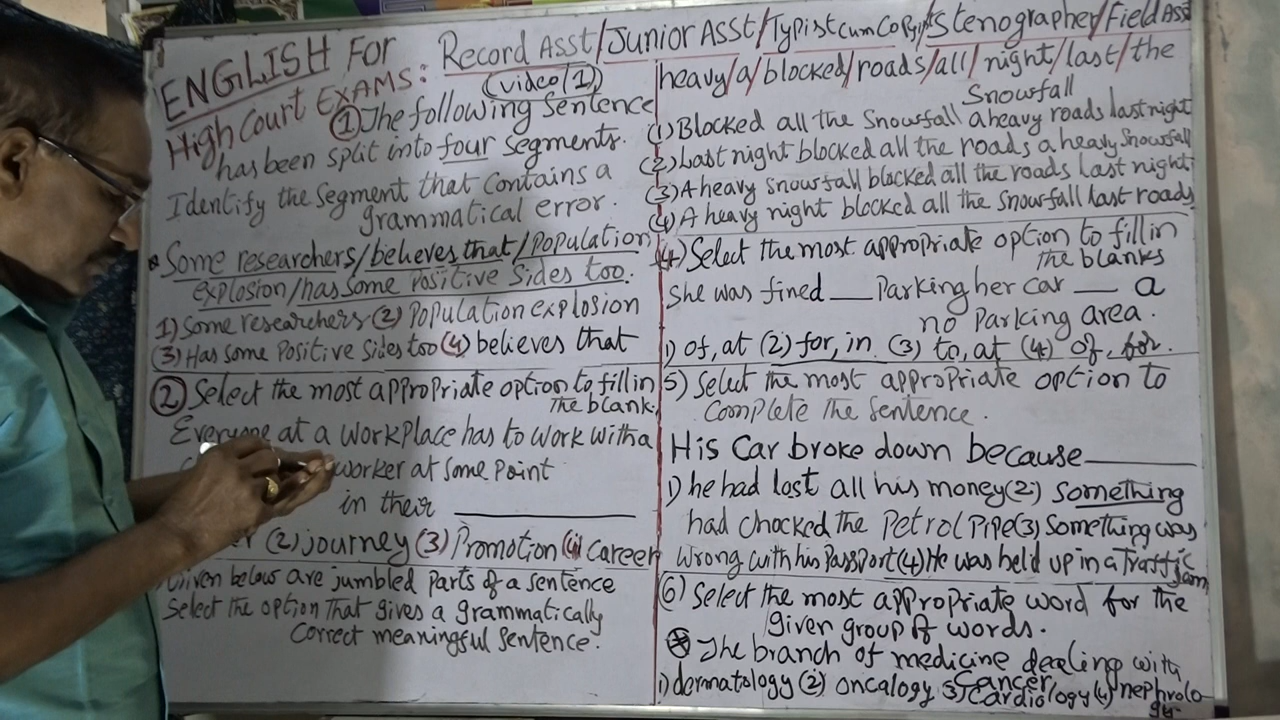 ENGLISH FOR Record Asst/Junior Asst/Typist cum Copyists/Stenographer/Field Asst
High Court EXAMS: (video(1)
① The following Sentence
has been split into four segments.
Identify the segment that contains a
grammatical error.
* Some researchers/believes that/Population
explosion/has some Positive Sides too.
1) Some researchers (2) Population explosion
(3) Has some Positive Sides too (4) believes that
② Select the most appropriate option to fill in
the blank.
Everyone at a workplace has to work with a
worker at some point
in their ________
(2) journey (3) Promotion (4) career
Given below are jumbled parts of a sentence
Select the option that gives a grammatically
Correct meaningful sentence.
heavy/a/blocked/roads/all/night/last/the
Snowfall
(1) Blocked all the Snowfall a heavy roads last night
(2) Last night blocked all the roads a heavy Snowfall
(3) A heavy snowfall blocked all the roads last night
(4) A heavy night blocked all the snowfall last roads
(4) Select the most appropriate option to fill in
the blanks
She was fined ___ Parking her car ___ a
no Parking area.
1) of, at (2) for, in (3) to, at (4) of, for.
5) Select the most appropriate option to
complete the sentence.
His Car broke down because ________
1) he had lost all his money (2) Something
had chocked the Petrol Pipe (3) Something was
wrong with his Passport (4) He was held up in a Traffic
Jam
(6) Select the most appropriate word for the
given group of words.
* The branch of medicine dealing with
Cancer
1) dermatology (2) oncalogy 3) Cardiology (4) nephrolo